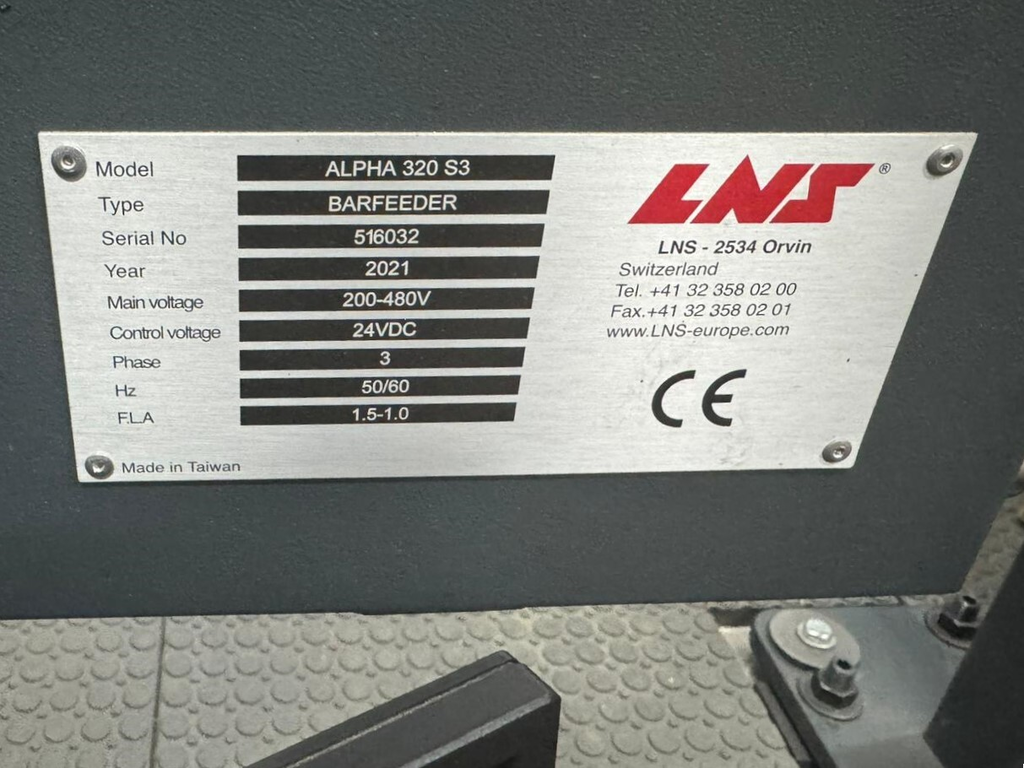 Model ALPHA 320 S3
Type BARFEEDER
Serial No 516032
Year 2021
Main voltage 200-480V
Control voltage 24VDC
Phase 3
Hz 50/60
F.L.A 1.5-1.0
Made in Taiwan
LNS ®
LNS - 2534 Orvin
Switzerland
Tel. +41 32 358 02 00
Fax.+41 32 358 02 01
www.LNS-europe.com
CE